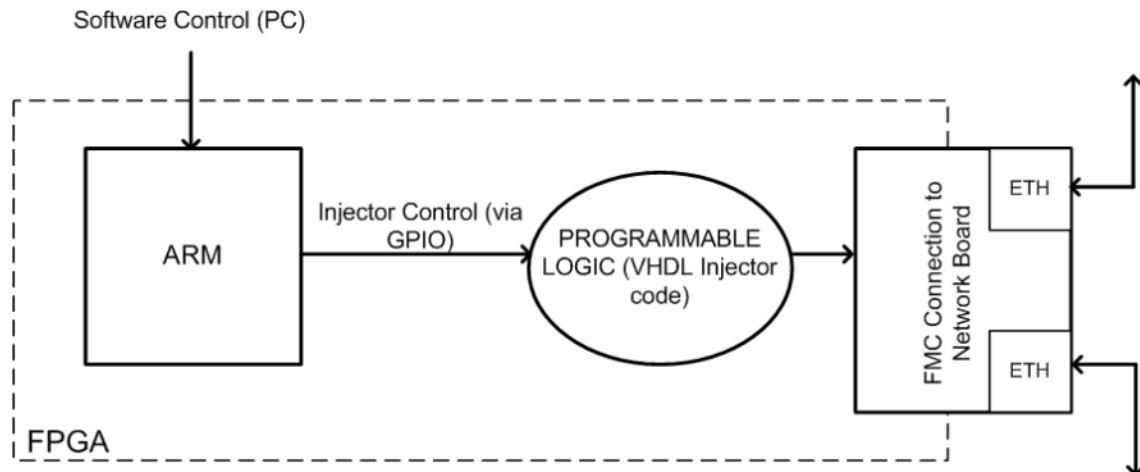 Software Control (PC)
ARM
Injector Control (via
GPIO)
PROGRAMMABLE
LOGIC (VHDL Injector
code)
FMC Connection to
Network Board
ETH
ETH
FPGA